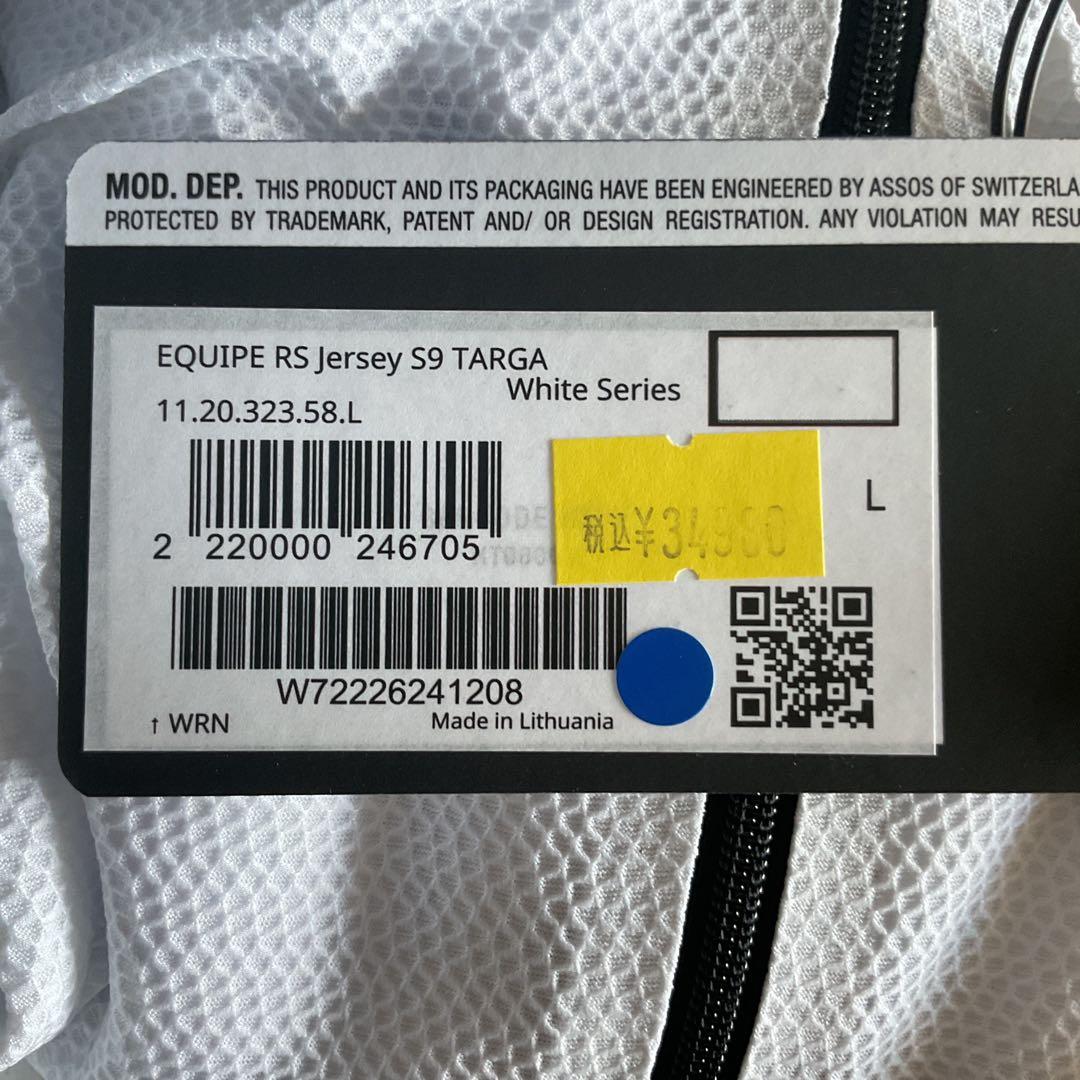 MOD. DEP. THIS PRODUCT AND ITS PACKAGING HAVE BEEN ENGINEERED BY ASSOS OF SWITZERLA
PROTECTED BY TRADEMARK, PATENT AND/ OR DESIGN REGISTRATION. ANY VIOLATION MAY RESU
EQUIPE RS Jersey S9 TARGA
White Series
11.20.323.58.L
L
税込¥34980
2 220000 246705
W72226241208
↑ WRN
Made in Lithuania